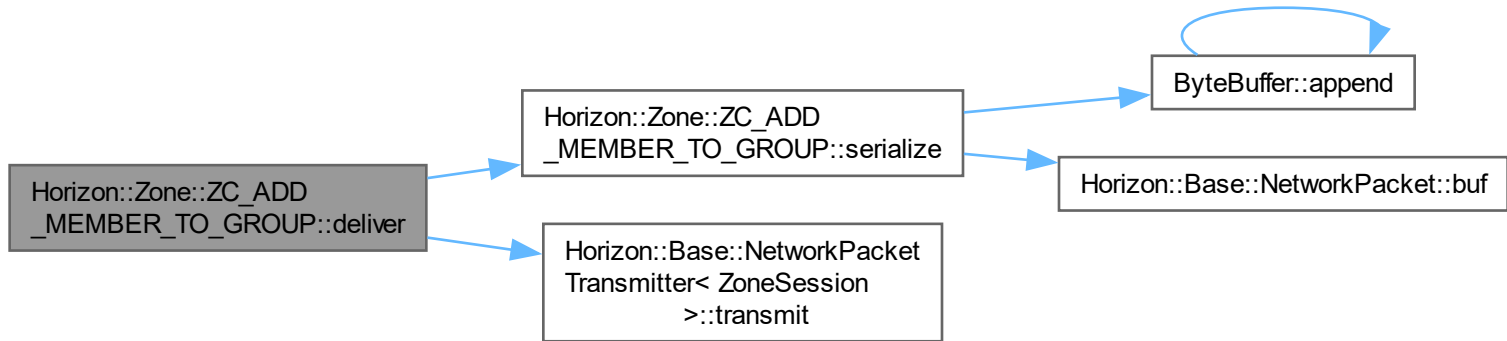 Horizon::Zone::ZC_ADD
_MEMBER_TO_GROUP::deliver
Horizon::Zone::ZC_ADD
_MEMBER_TO_GROUP::serialize
ByteBuffer::append
Horizon::Base::NetworkPacket::buf
Horizon::Base::NetworkPacket
Transmitter< ZoneSession
>::transmit